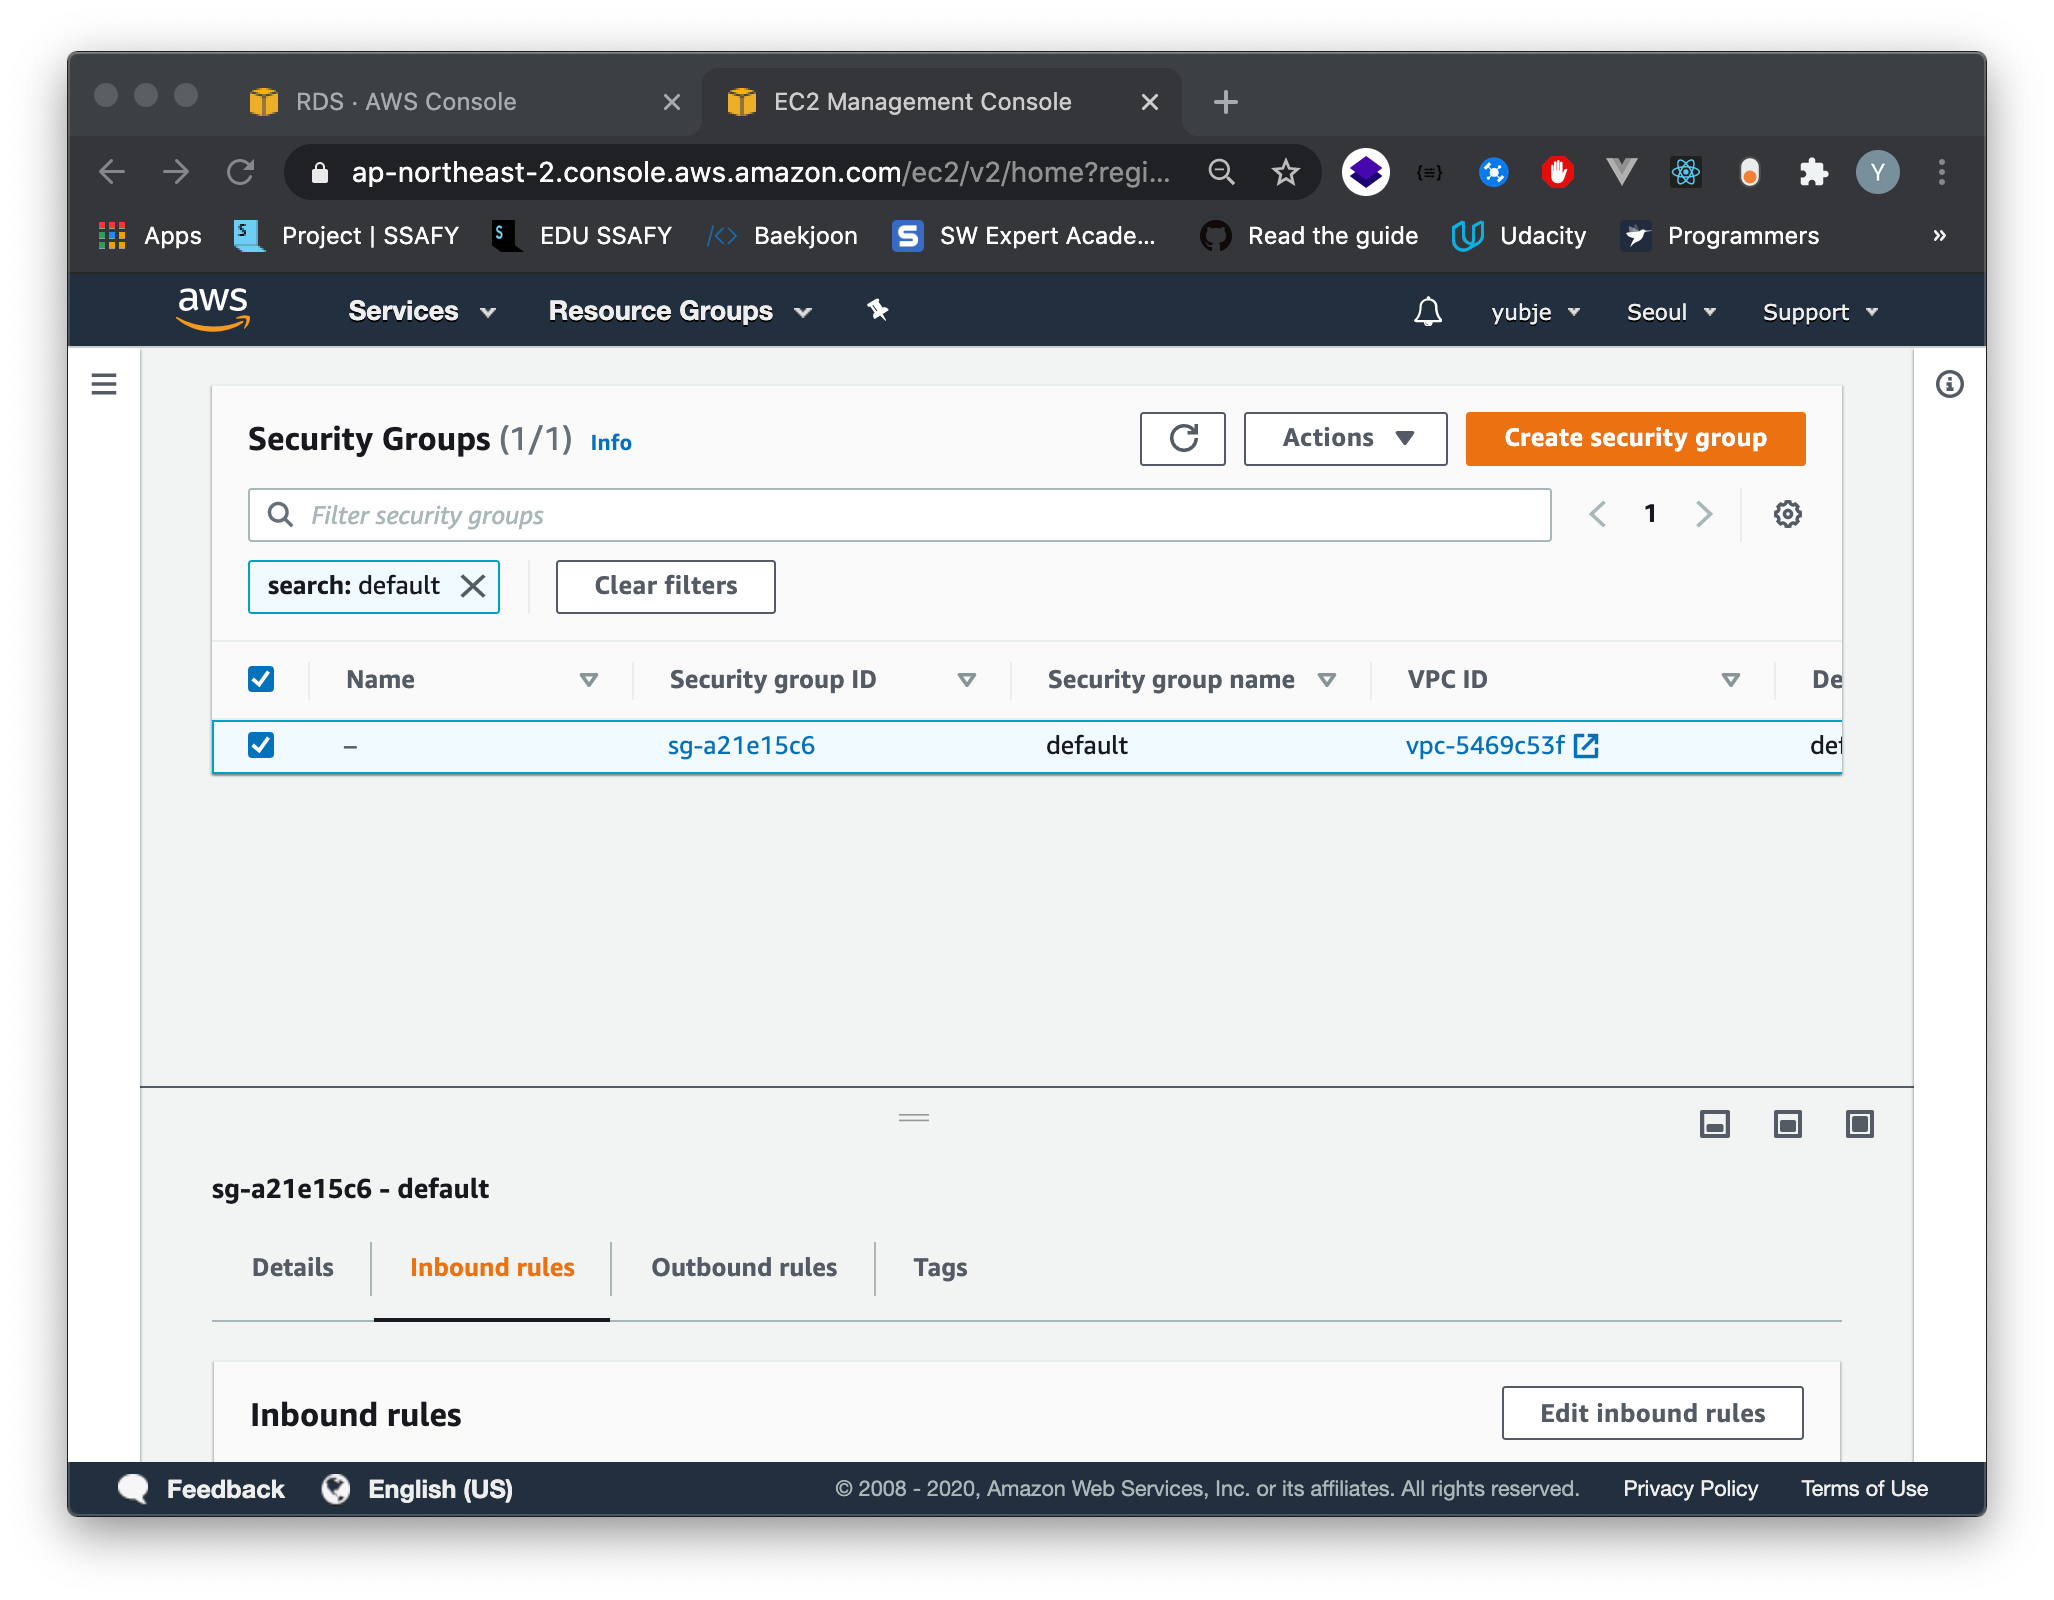 RDS · AWS Console
EC2 Management Console
ap-northeast-2.console.aws.amazon.com/ec2/v2/home?regi...
Y
Apps
Project | SSAFY
EDU SSAFY
Baekjoon
SW Expert Acade...
Read the guide
Udacity
Programmers
»
aws
Services
Resource Groups
yubje
Seoul
Support
Security Groups (1/1) Info
Actions
Create security group
Filter security groups
1
search: default
Clear filters
Name
Security group ID
Security group name
VPC ID
De
–
sg-a21e15c6
default
vpc-5469c53f
def
sg-a21e15c6 - default
Details
Inbound rules
Outbound rules
Tags
Inbound rules
Edit inbound rules
Feedback
English (US)
© 2008 - 2020, Amazon Web Services, Inc. or its affiliates. All rights reserved.
Privacy Policy
Terms of Use